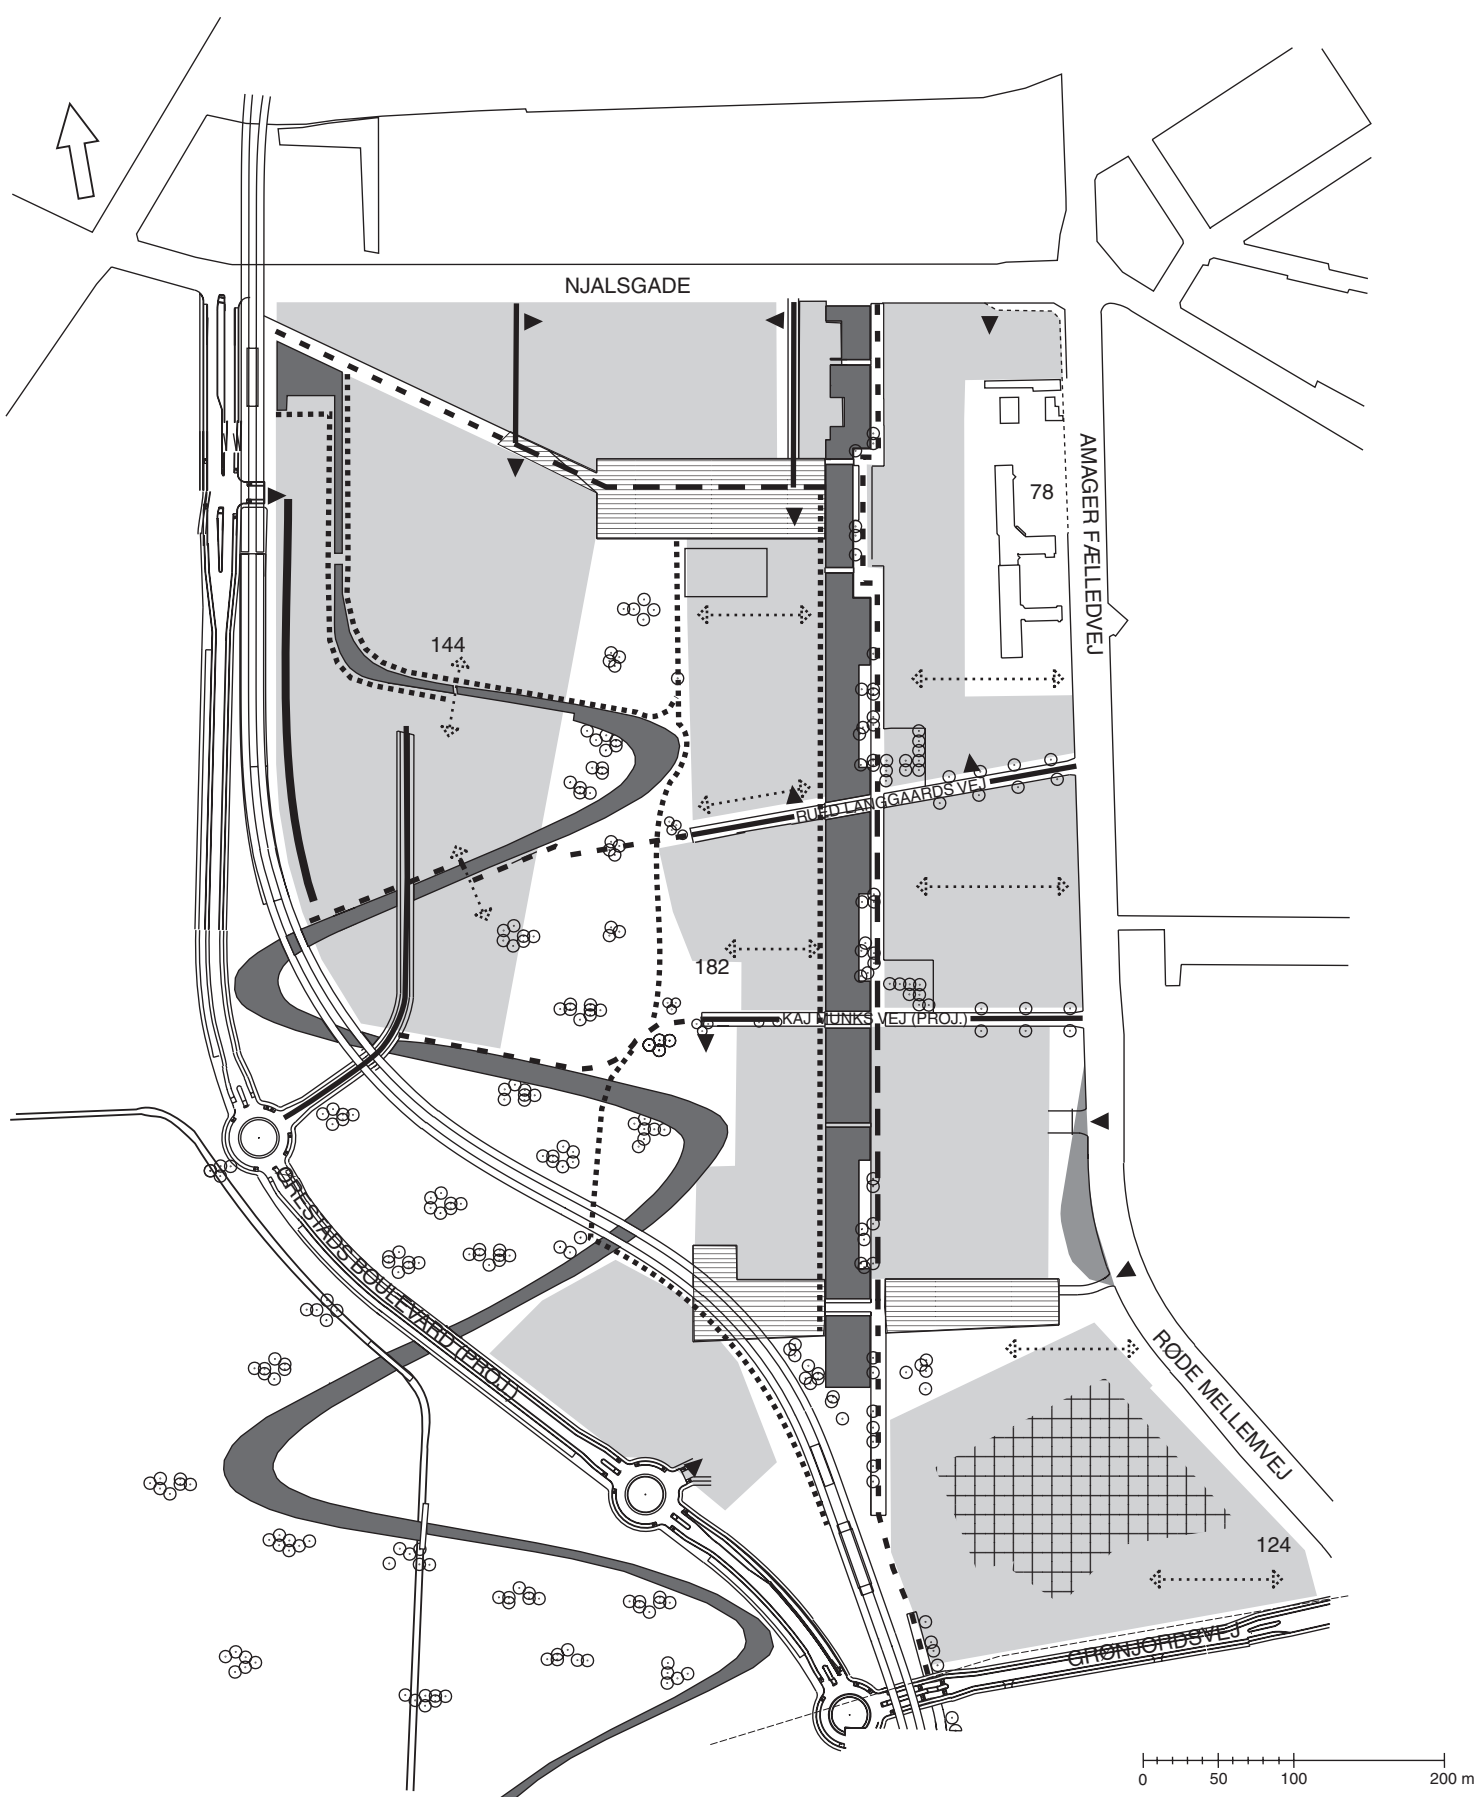 NJALSGADE
AMAGER FÆLLEDVEJ
78
144
RUED LANGGAARDS VEJ
182
KAJ MUNKS VEJ (PROJ.)
ØRESTADS BOULEVARD (PROJ.)
RØDE MELLEMVEJ
124
GRØNJORDSVEJ
0 50 100 200 m